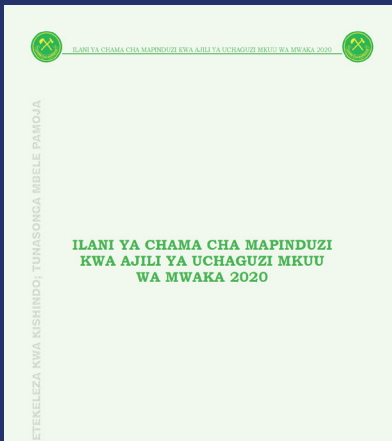 ILANI YA CHAMA CHA MAPINDUZI KWA AJILI YA UCHAGUZI MKUU WA MWAKA 2020
ETEKELEZA KWA KISHINDO; TUNASONGA MBELE PAMOJA
ILANI YA CHAMA CHA MAPINDUZI
KWA AJILI YA UCHAGUZI MKUU
WA MWAKA 2020